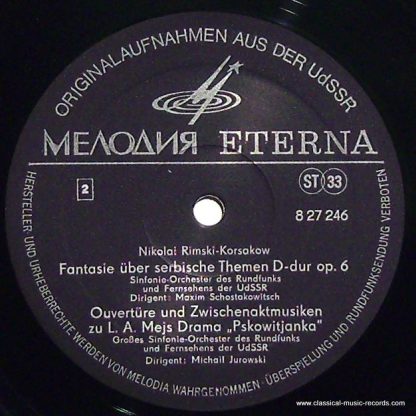 ORIGINALAUFNAHMEN AUS DER UdSSR
МЕЛОДИЯ ETERNA
2
ST 33
8 27 246
Nikolai Rimski-Korsakow
Fantasie über serbische Themen D-dur op. 6
Sinfonie-Orchester des Rundfunks
und Fernsehens der UdSSR
Dirigent: Maxim Schostakowitsch
Ouvertüre und Zwischenaktmusiken
zu L. A. Mejs Drama „Pskowitjanka“
Großes Sinfonie-Orchester des Rundfunks
und Fernsehens der UdSSR
Dirigent: Michail Jurowski
HERSTELLER UND URHEBERRECHTE WERDEN VON MELODIA WAHRGENOMMEN · ÜBERSPIELUNG UND RUNDFUNKSENDUNG VERBOTEN
www.classical-music-records.com